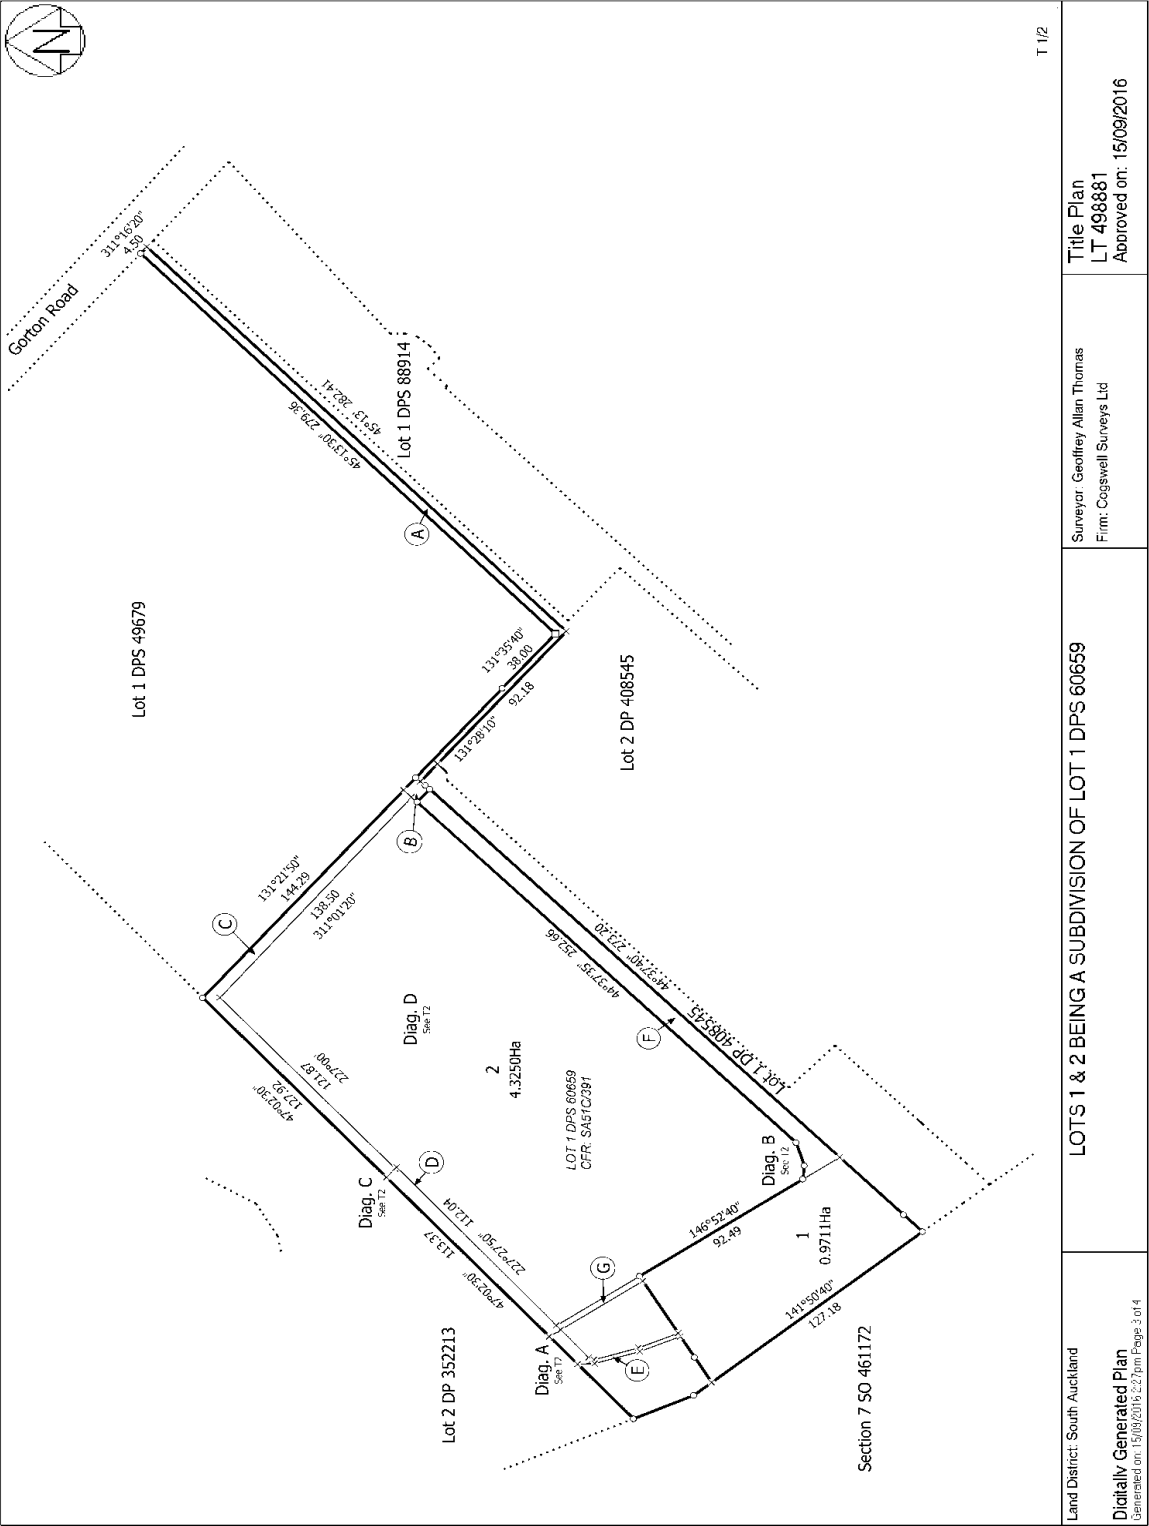 N
Gorton Road
311°16'20"
4.50
45°13'30" 279.36
45°13' 282.41
Lot 1 DPS 88914
A
Lot 1 DPS 49679
131°35'40"
38.00
92.18
131°28'10"
Lot 2 DP 408545
B
131°21'50"
144.29
138.50
311°01'20"
C
44°37'35" 252.66
44°37'40" 273.20
Lot 1 DP 408545
F
Diag. D
See T2
2
4.3250Ha
LOT 1 DPS 60659
CFR: SA51C/391
47°02'30"
127.92
121.87
227°00'
D
Diag. C
See T2
112.04
227°27'50"
113.37
47°02'30"
Diag. B
See T2
146°52'40"
92.49
1
0.9711Ha
G
141°50'40"
127.18
Diag. A
See T2
E
Lot 2 DP 352213
Section 7 SO 461172
T 1/2
Land District: South Auckland
Digitally Generated Plan
Generated on: 15/09/2016 2:27pm Page 3 of 4
LOTS 1 & 2 BEING A SUBDIVISION OF LOT 1 DPS 60659
Surveyor: Geoffrey Allan Thomas
Firm: Cogswell Surveys Ltd
Title Plan
LT 498881
Approved on: 15/09/2016